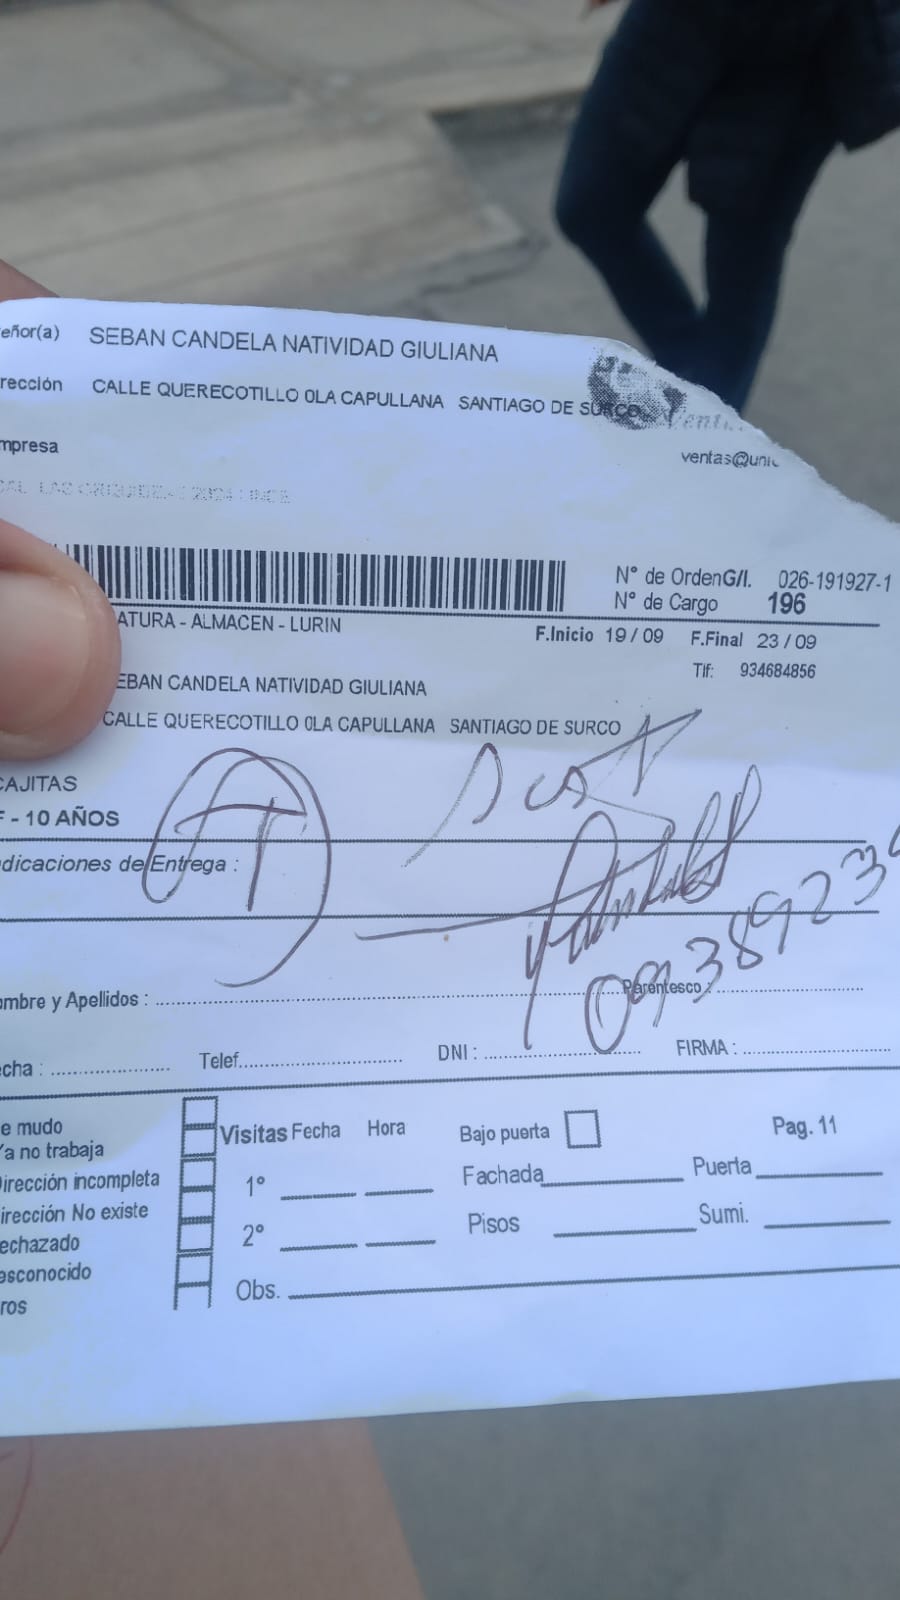 eñor(a) SEBAN CANDELA NATIVIDAD GIULIANA
rección CALLE QUERECOTILLO 0LA CAPULLANA SANTIAGO DE SURCO
mpresa
ventas@unic
N° de OrdenG/I. 026-191927-1
N° de Cargo 196
ATURA - ALMACEN - LURIN
F.Inicio 19 / 09 F.Final 23 / 09
Tlf: 934684856
EBAN CANDELA NATIVIDAD GIULIANA
CALLE QUERECOTILLO 0LA CAPULLANA SANTIAGO DE SURCO
CAJITAS
F - 10 AÑOS
dicaciones de Entrega :
ombre y Apellidos : Parentesco :
echa : Telef. DNI : FIRMA :
e mudo
Ya no trabaja
Dirección incompleta
irección No existe
echazado
esconocido
ros
Visitas Fecha Hora
1°
2°
Obs.
Bajo puerta Pag. 11
Fachada Puerta
Pisos Sumi.